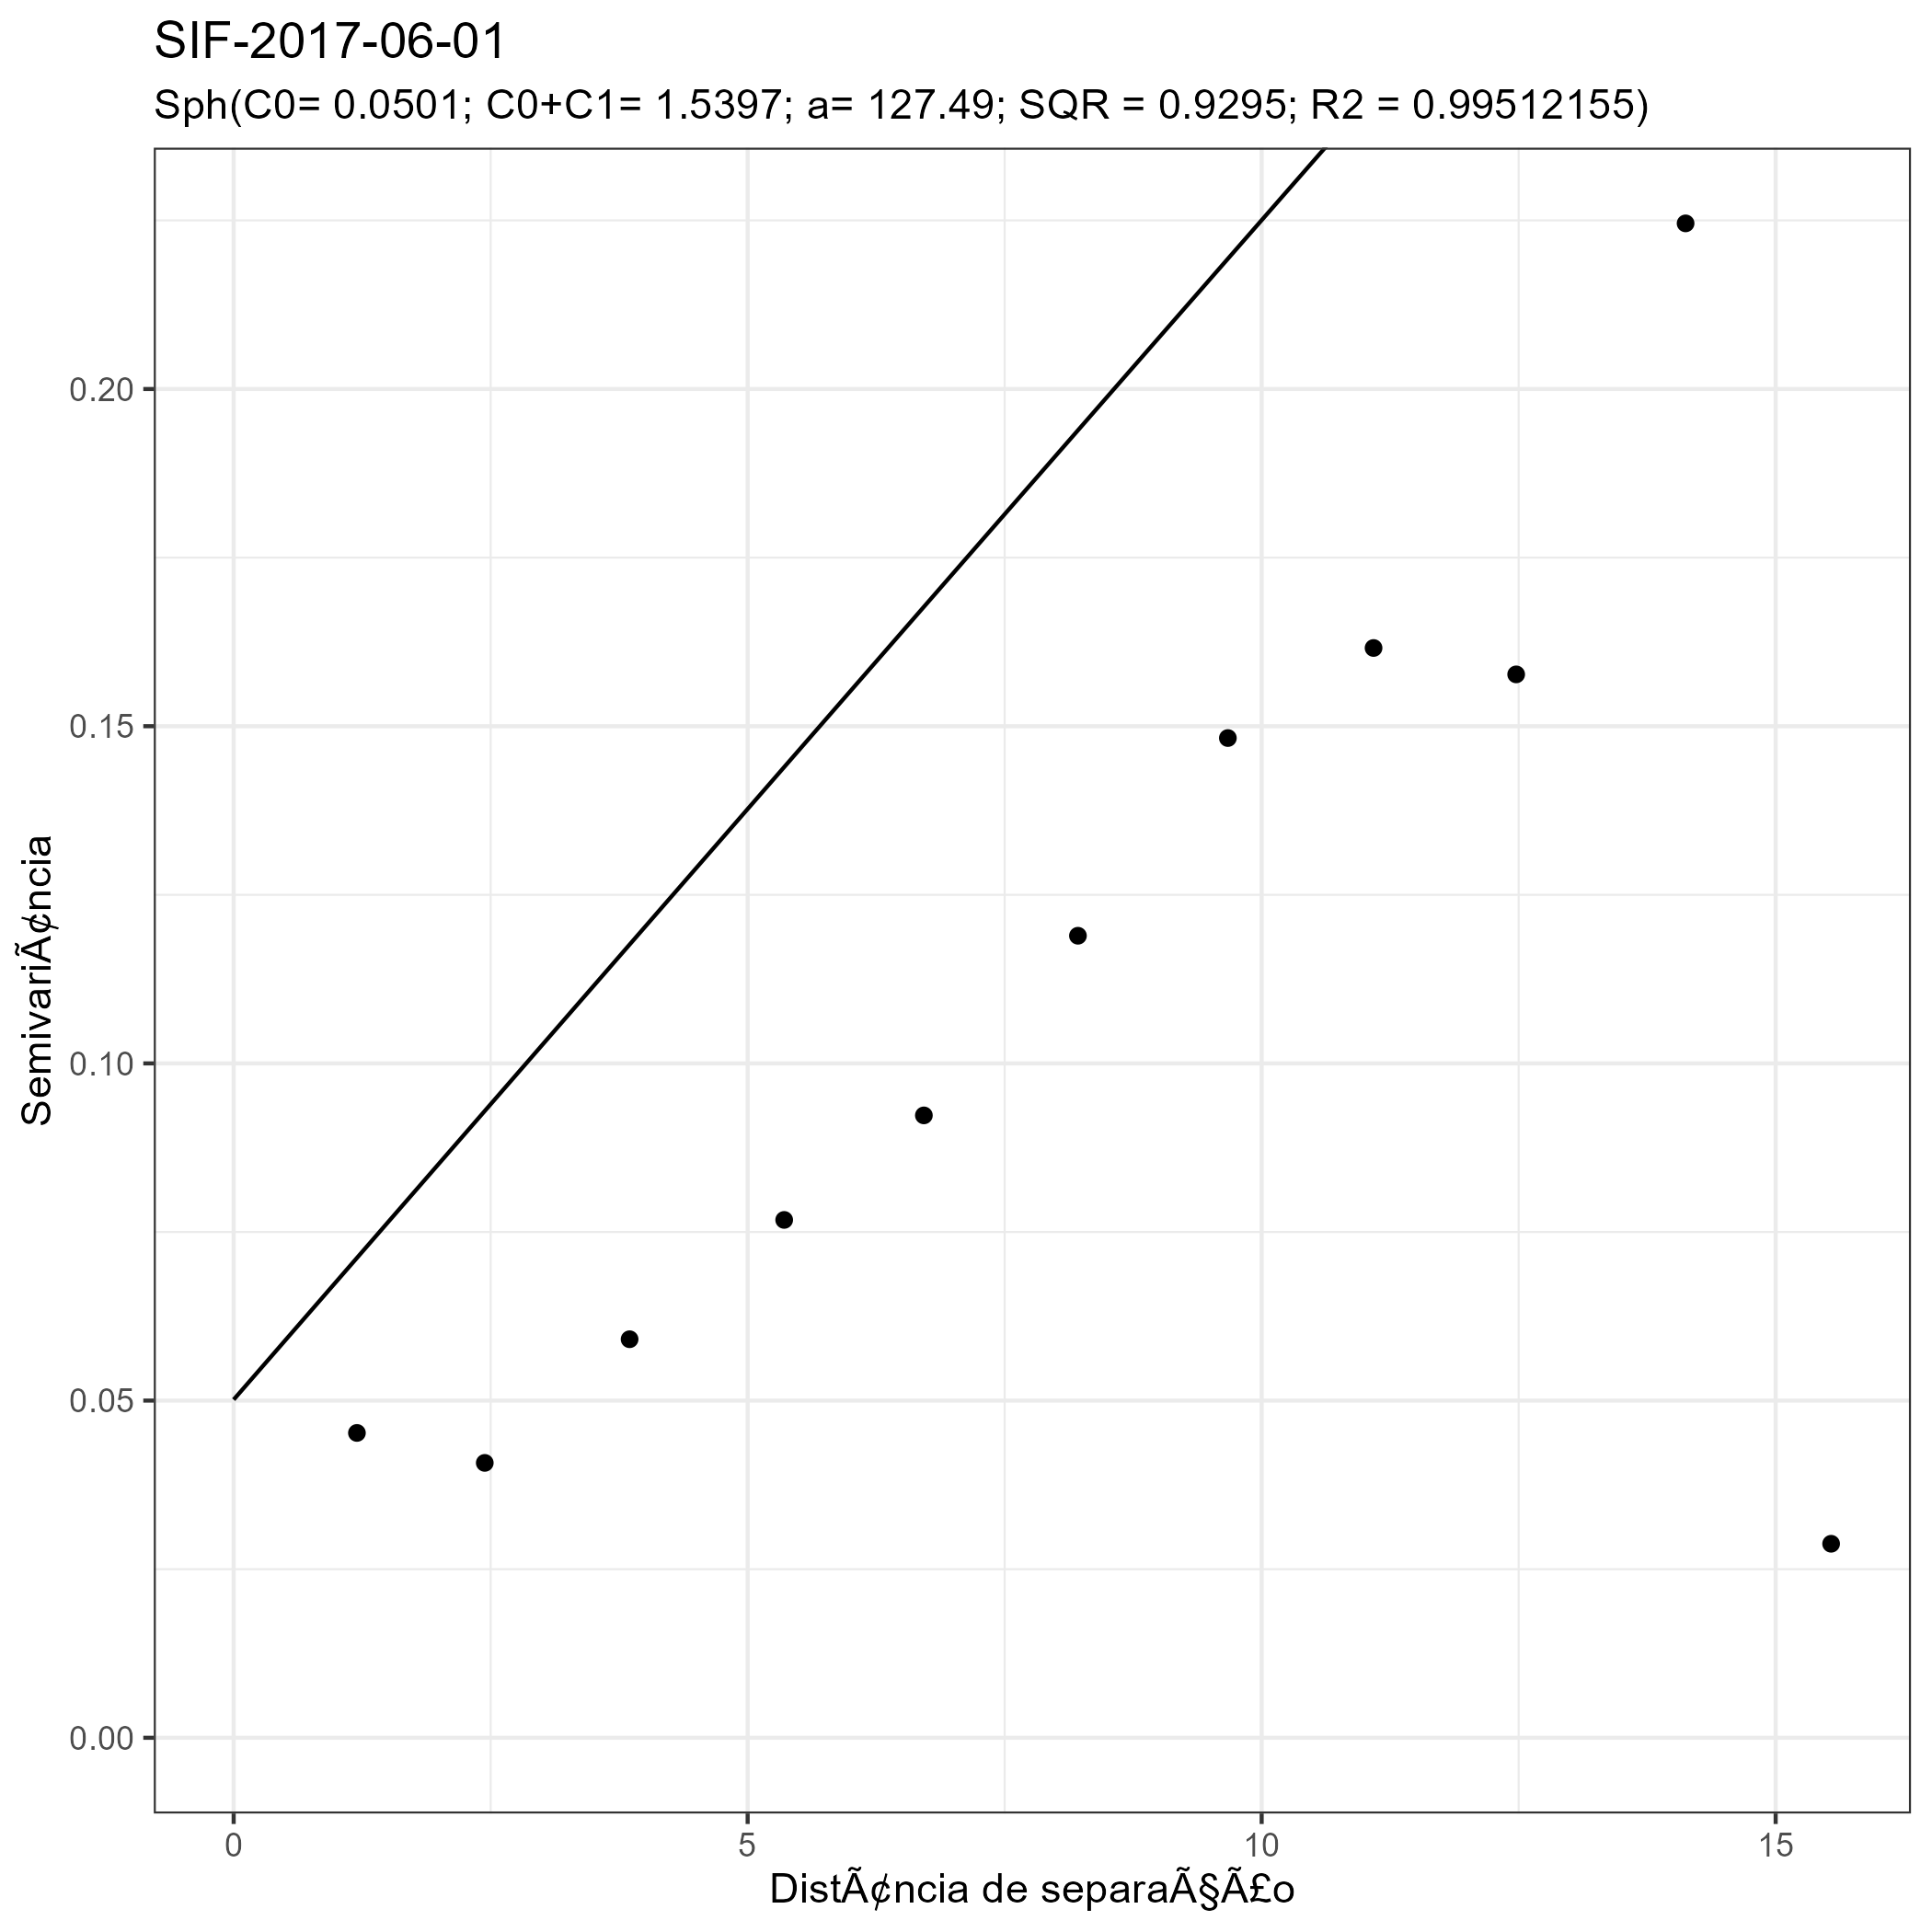 SIF-2017-06-01
Sph(C0= 0.0501; C0+C1= 1.5397; a= 127.49; SQR = 0.9295; R2 = 0.99512155)
SemivariÃ¢ncia
0.20
0.15
0.10
0.05
0.00
0 5 10 15
DistÃ¢ncia de separaÃ§Ã£o